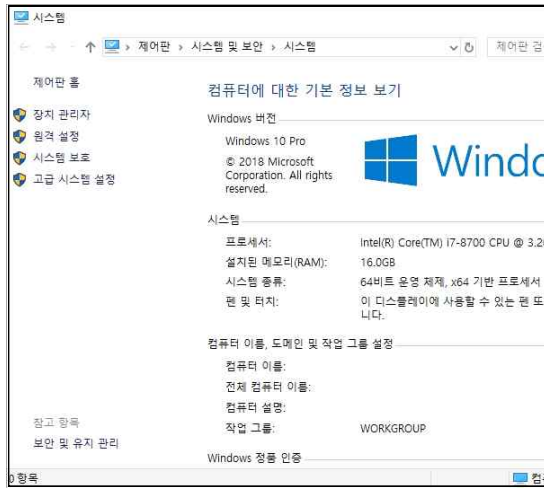 시스템
제어판 › 시스템 및 보안 › 시스템
제어판 검
제어판 홈
장치 관리자
원격 설정
시스템 보호
고급 시스템 설정
컴퓨터에 대한 기본 정보 보기
Windows 버전
Windows 10 Pro
© 2018 Microsoft
Corporation. All rights
reserved.
Windo
시스템
프로세서: Intel(R) Core(TM) i7-8700 CPU @ 3.2
설치된 메모리(RAM): 16.0GB
시스템 종류: 64비트 운영 체제, x64 기반 프로세서
펜 및 터치: 이 디스플레이에 사용할 수 있는 펜 또
니다.
컴퓨터 이름, 도메인 및 작업 그룹 설정
컴퓨터 이름:
전체 컴퓨터 이름:
컴퓨터 설명:
작업 그룹: WORKGROUP
Windows 정품 인증
참고 항목
보안 및 유지 관리
0 항목
컴